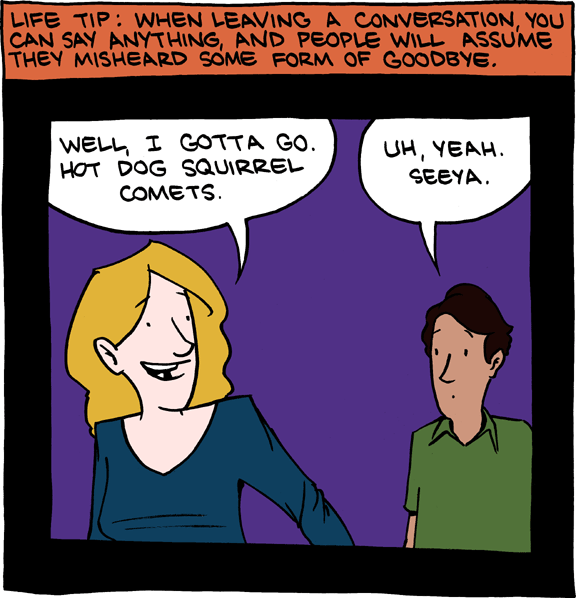 LIFE TIP: WHEN LEAVING A CONVERSATION, YOU
CAN SAY ANYTHING, AND PEOPLE WILL ASSUME
THEY MISHEARD SOME FORM OF GOODBYE.
WELL, I GOTTA GO.
HOT DOG SQUIRREL
COMETS.
UH, YEAH.
SEEYA.